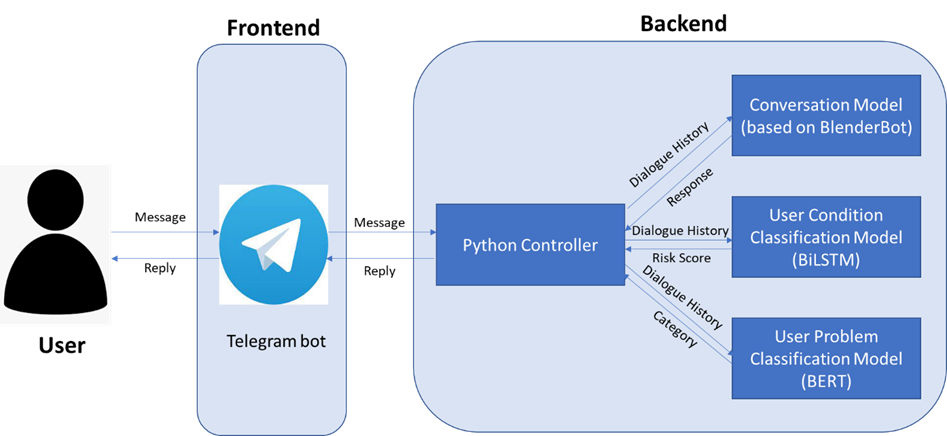 Frontend
Backend
Conversation Model
(based on BlenderBot)
Dialogue History
Response
Message
Message
Python Controller
Dialogue History
User Condition
Classification Model
(BiLSTM)
Reply
Reply
Risk Score
Dialogue History
Category
User
Telegram bot
User Problem
Classification Model
(BERT)